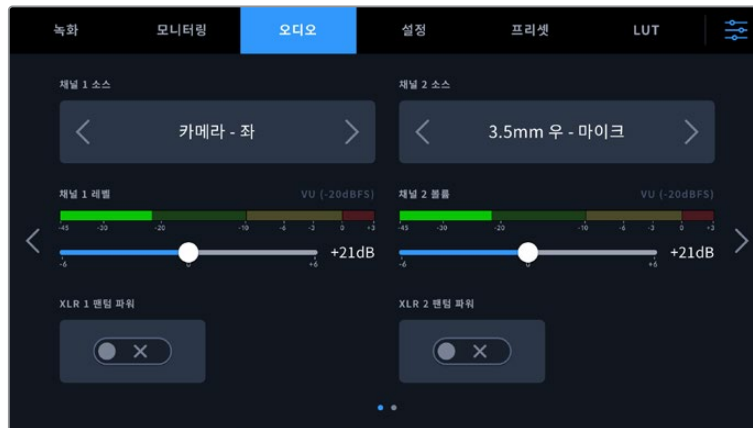 녹화 모니터링 오디오 설정 프리셋 LUT
채널 1 소스 채널 2 소스
카메라 - 좌 3.5mm 우 - 마이크
채널 1 레벨 VU (-20dBFS) 채널 2 볼륨 VU (-20dBFS)
-45 -30 -20 -10 -6 -3 0 +3 -45 -30 -20 -10 -6 -3 0 +3
+21dB +21dB
-6 0 +6 -6 0 +6
XLR 1 팬텀 파워 XLR 2 팬텀 파워